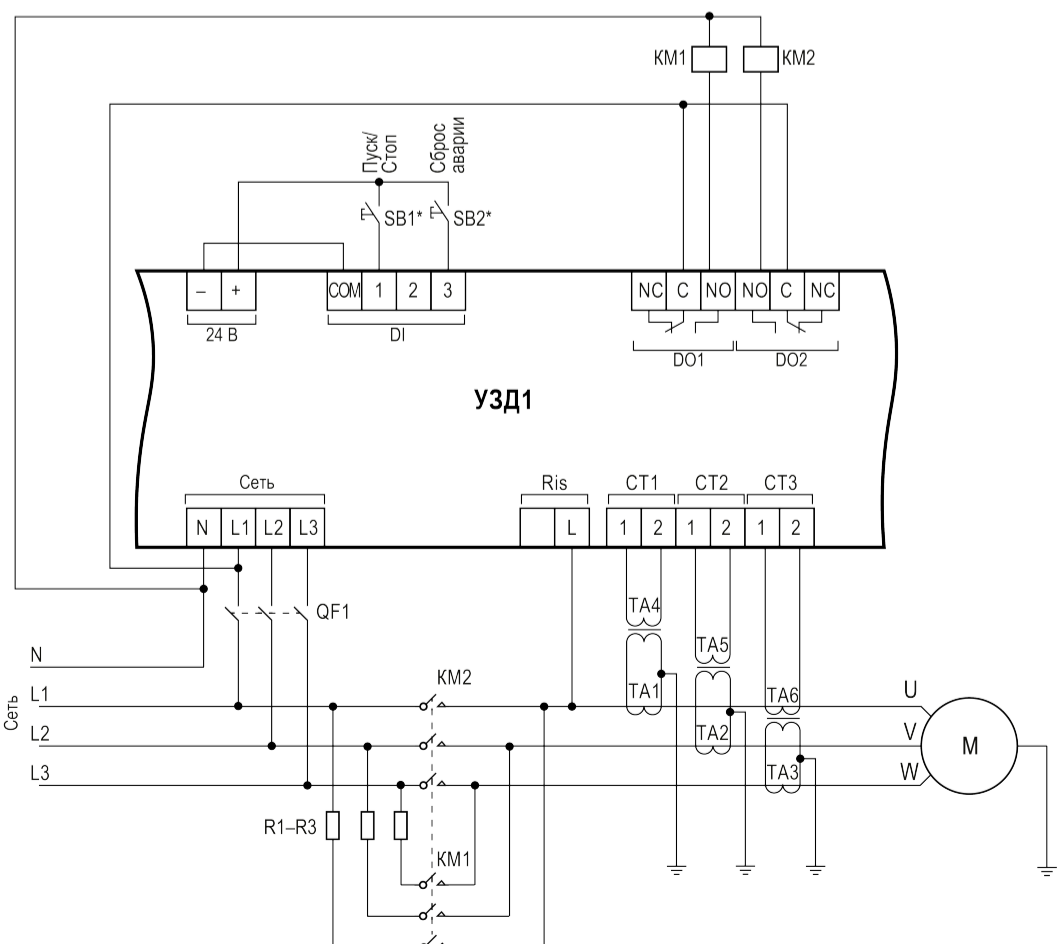 КМ1
КМ2
Пуск/
Стоп
Сброс
аварии
SB1*
SB2*
– + COM 1 2 3 NC C NO NO C NC
24 В DI DO1 DO2
УЗД1
Сеть Ris CT1 CT2 CT3
N L1 L2 L3 L 1 2 1 2 1 2
QF1
TA4
TA5
TA6
N
Сеть
L1
L2
L3
КМ2
TA1
TA2
TA3
U
V
W
M
R1–R3
КМ1